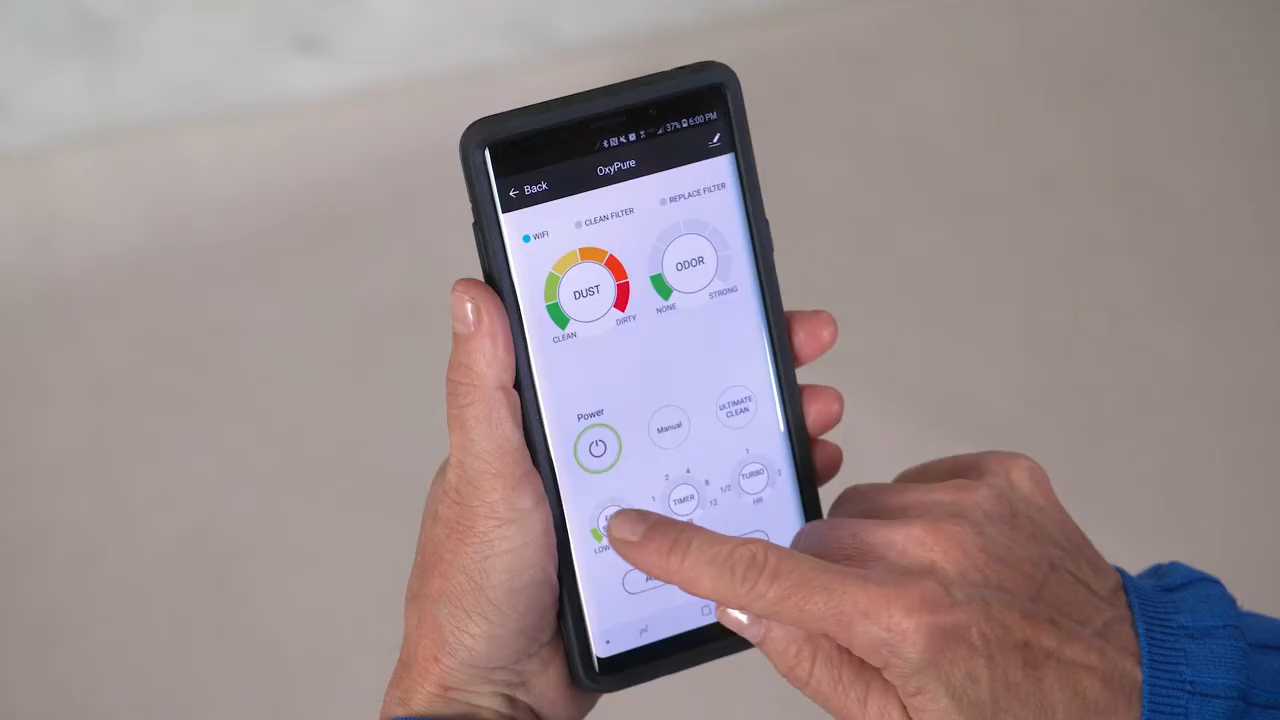 37% 6:00 PM
Back
OxyPure
WIFI
CLEAN FILTER
REPLACE FILTER
DUST
CLEAN
DIRTY
ODOR
NONE
STRONG
Power
Manual
ULTIMATE
CLEAN
1
2
4
8
12
TIMER
1/2
1
2
TURBO
HR
LOW